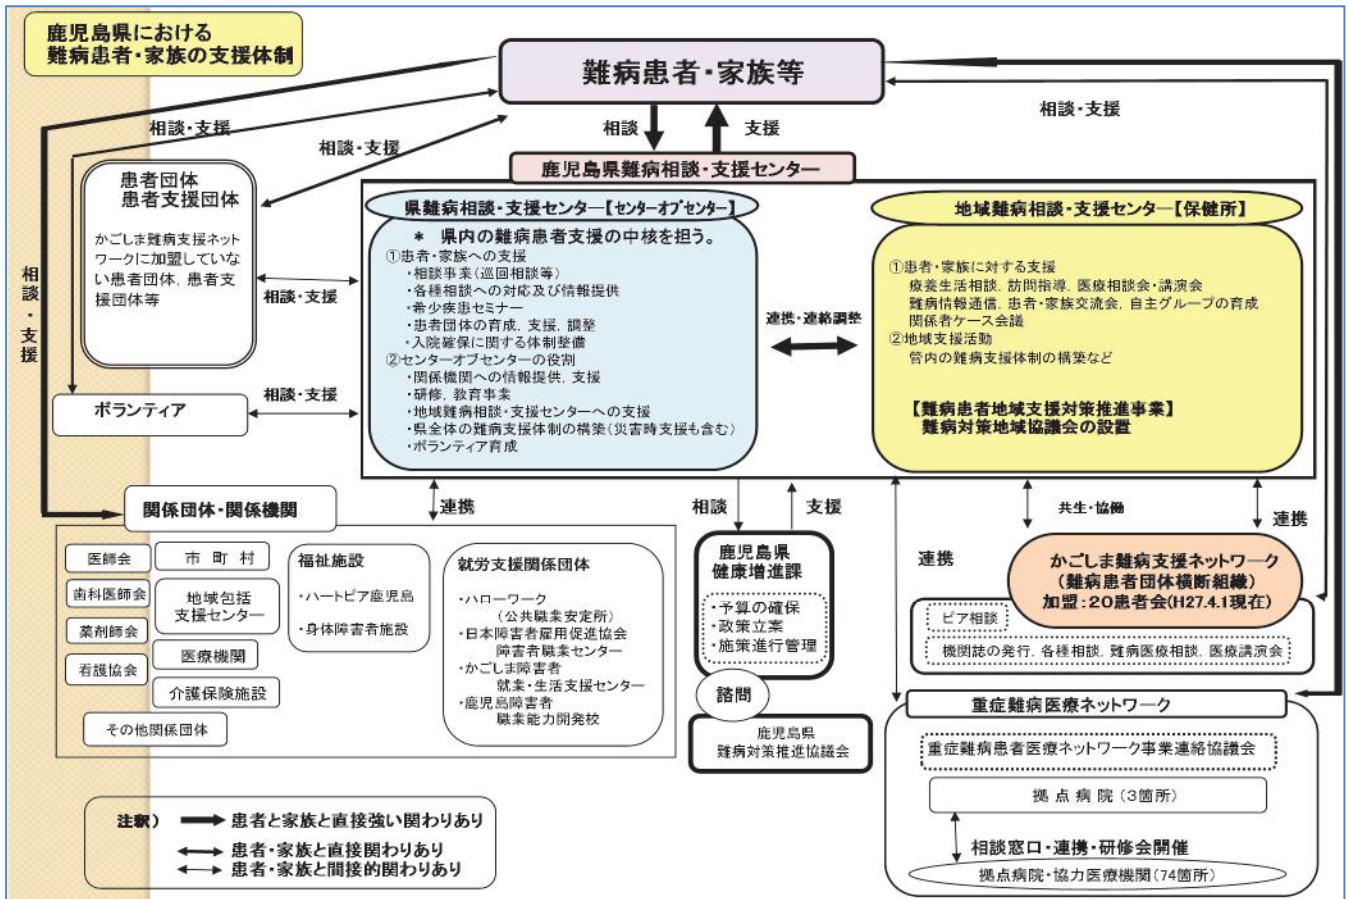 鹿児島県における
難病患者・家族の支援体制
難病患者・家族等
相談・支援
相談・支援
相談
支援
相談・支援
鹿児島県難病相談・支援センター
患者団体
患者支援団体
かごしま難病支援ネット
ワークに加盟していな
い患者団体，患者支
援団体等
相談・支援
相談・支援
ボランティア
相談・支援
県難病相談・支援センター【センターオブセンター】
＊ 県内の難病患者支援の中核を担う。
①患者・家族への支援
・相談事業（巡回相談等）
・各種相談への対応及び情報提供
・希少疾患セミナー
・患者団体の育成，支援，調整
・入院確保に関する体制整備
②センターオブセンターの役割
・関係機関への情報提供，支援
・研修，教育事業
・地域難病相談・支援センターへの支援
・県全体の難病支援体制の構築（災害時支援も含む）
・ボランティア育成
連携・連絡調整
地域難病相談・支援センター【保健所】
①患者・家族に対する支援
療養生活相談，訪問指導，医療相談会・講演会
難病情報通信，患者・家族交流会，自主グループの育成
関係者ケース会議
②地域支援活動
管内の難病支援体制の構築など
【難病患者地域支援対策推進事業】
難病対策地域協議会の設置
関係団体・関係機関
連携
相談
支援
連携
共生・協働
連携
医師会
歯科医師会
薬剤師会
看護協会
市町村
地域包括
支援センター
医療機関
介護保険施設
その他関係団体
福祉施設
・ハートピア鹿児島
・身体障害者施設
就労支援関係団体
・ハローワーク
（公共職業安定所）
・日本障害者雇用促進協会
障害者職業センター
・かごしま障害者
就業・生活支援センター
・鹿児島障害者
職業能力開発校
鹿児島県
健康増進課
・予算の確保
・政策立案
・施策進行管理
諮問
鹿児島県
難病対策推進協議会
かごしま難病支援ネットワーク
（難病患者団体横断組織）
加盟：20患者会（H27.4.1現在）
ピア相談
機関誌の発行，各種相談，難病医療相談，医療講演会
重症難病医療ネットワーク
重症難病患者医療ネットワーク事業連絡協議会
拠点病院（3箇所）
相談窓口・連携・研修会開催
拠点病院・協力医療機関（74箇所）
注釈）
患者と家族と直接強い関わりあり
患者・家族と直接関わりあり
患者・家族と間接的関わりあり